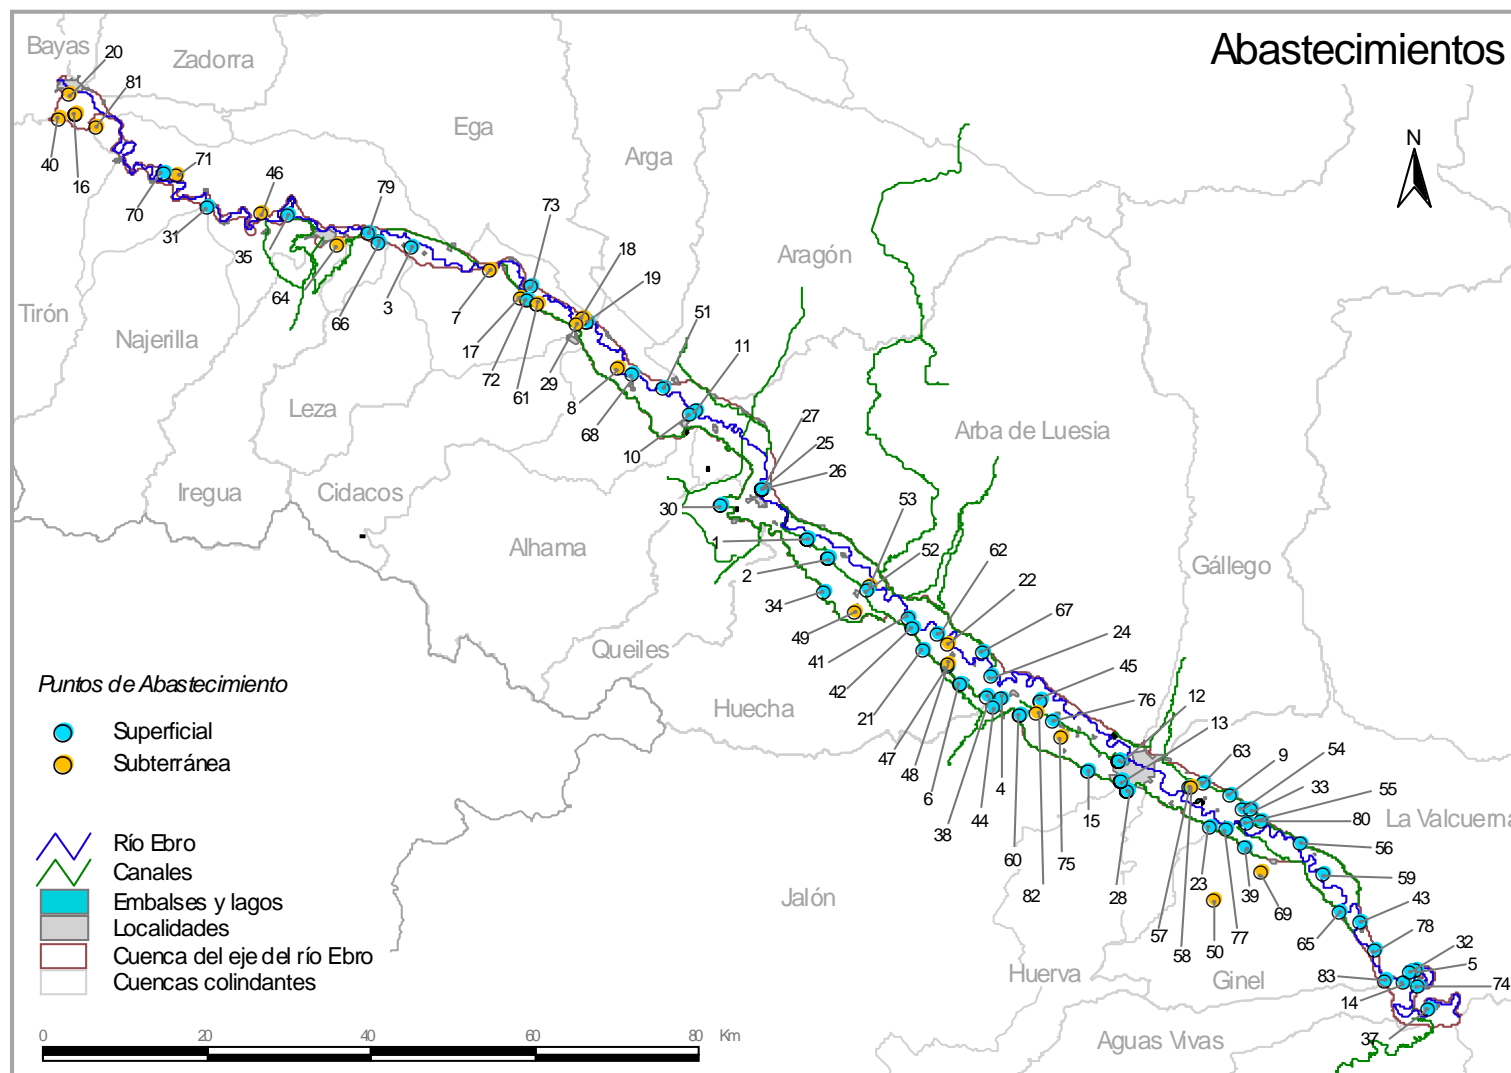 Abastecimientos
Bayas
20
Zadorra
81
Ega
Arga
N
40
16
71
46
79
73
18
19
Aragón
70
31
35
64
66
3
7
17
72
61
29
51
11
Tirón
Najerilla
8
68
10
27
25
26
Arba de Luesia
Leza
Iregua
Cidacos
30
Alhama
1
2
34
53
52
62
22
67
24
Gállego
49
41
42
21
47
48
6
38
44
4
60
82
75
15
28
45
76
12
13
63
9
54
33
55
80
La Valcuerna
56
59
43
78
32
5
74
Queiles
Huecha
Jalón
57
58
23
77
50
39
69
65
83
14
37
Huerva
Ginel
Aguas Vivas
Puntos de Abastecimiento
Superficial
Subterránea
Río Ebro
Canales
Embalses y lagos
Localidades
Cuenca del eje del río Ebro
Cuencas colindantes
0 20 40 60 80 Km